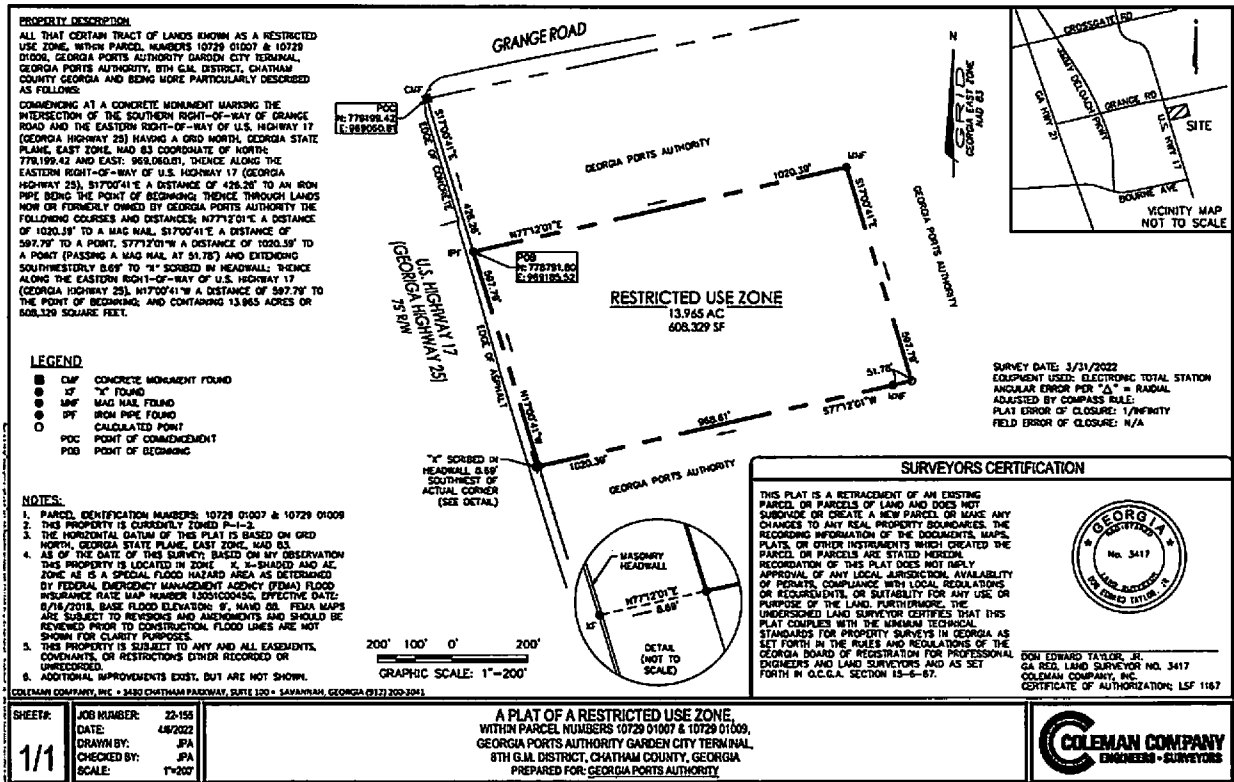 PROPERTY DESCRIPTION
ALL THAT CERTAIN TRACT OF LANDS KNOWN AS A RESTRICTED
USE ZONE, WITHIN PARCEL NUMBERS 10729 01007 & 10729
01009, GEORGIA PORTS AUTHORITY GARDEN CITY TERMINAL,
GEORGIA PORTS AUTHORITY, 8TH G.M. DISTRICT, CHATHAM
COUNTY GEORGIA AND BEING MORE PARTICULARLY DESCRIBED
AS FOLLOWS:
COMMENCING AT A CONCRETE MONUMENT MARKING THE
INTERSECTION OF THE SOUTHERN RIGHT-OF-WAY OF GRANGE
ROAD AND THE EASTERN RIGHT-OF-WAY OF U.S. HIGHWAY 17
(GEORGIA HIGHWAY 25) HAVING A GRID NORTH, GEORGIA STATE
PLANE, EAST ZONE, NAD 83 COORDINATE OF NORTH:
779,199.42 AND EAST: 969,060.81, THENCE ALONG THE
EASTERN RIGHT-OF-WAY OF U.S. HIGHWAY 17 (GEORGIA
HIGHWAY 25), S17°00'41"E A DISTANCE OF 426.26' TO AN IRON
PIPE BEING THE POINT OF BEGINNING; THENCE THROUGH LANDS
NOW OR FORMERLY OWNED BY GEORGIA PORTS AUTHORITY THE
FOLLOWING COURSES AND DISTANCES; N77°12'01"E A DISTANCE
OF 1020.39' TO A MAG NAIL, S17°00'41"E A DISTANCE OF
597.79' TO A POINT, S77°12'01"W A DISTANCE OF 1020.39' TO
A POINT (PASSING A MAG NAIL AT 51.78') AND EXTENDING
SOUTHWESTERLY 8.69' TO "X" SCRIBED IN HEADWALL; THENCE
ALONG THE EASTERN RIGHT-OF-WAY OF U.S. HIGHWAY 17
(GEORGIA HIGHWAY 25), N17°00'41"W A DISTANCE OF 597.79' TO
THE POINT OF BEGINNING; AND CONTAINING 13.965 ACRES OR
608,329 SQUARE FEET.
LEGEND
CMF CONCRETE MONUMENT FOUND
XF "X" FOUND
MNF MAG NAIL FOUND
IPF IRON PIPE FOUND
CALCULATED POINT
POC POINT OF COMMENCEMENT
POB POINT OF BEGINNING
NOTES:
1. PARCEL IDENTIFICATION NUMBERS: 10729 01007 & 10729 01009
2. THIS PROPERTY IS CURRENTLY ZONED P-I-2.
3. THE HORIZONTAL DATUM OF THIS PLAT IS BASED ON GRID
NORTH, GEORGIA STATE PLANE, EAST ZONE, NAD 83.
4. AS OF THE DATE OF THIS SURVEY; BASED ON MY OBSERVATION
THIS PROPERTY IS LOCATED IN ZONE X, X-SHADED AND AE.
ZONE AE IS A SPECIAL FLOOD HAZARD AREA AS DETERMINED
BY FEDERAL EMERGENCY MANAGEMENT AGENCY (FEMA) FLOOD
INSURANCE RATE MAP NUMBER 13051C0045G, EFFECTIVE DATE:
8/16/2018, BASE FLOOD ELEVATION: 9', NAVD 88. FEMA MAPS
ARE SUBJECT TO REVISIONS AND AMENDMENTS AND SHOULD BE
REVIEWED PRIOR TO CONSTRUCTION. FLOOD LINES ARE NOT
SHOWN FOR CLARITY PURPOSES.
5. THIS PROPERTY IS SUBJECT TO ANY AND ALL EASEMENTS,
COVENANTS, OR RESTRICTIONS EITHER RECORDED OR
UNRECORDED.
6. ADDITIONAL IMPROVEMENTS EXIST, BUT ARE NOT SHOWN.
COLEMAN COMPANY, INC • 3480 CHATHAM PARKWAY, SUITE 100 • SAVANNAH, GEORGIA (912) 200-3041
GRANGE ROAD
CMF
POC
N: 779199.42
E: 969060.81
S17°00'41"E
426.26'
EDGE OF CONCRETE
GEORGIA PORTS AUTHORITY
1020.39'
MNF
N77°12'01"E
IPF
POB
N: 778791.80
E: 969185.52
S17°00'41"E
GEORGIA PORTS AUTHORITY
597.79'
U.S. HIGHWAY 17
(GEORGIA HIGHWAY 25)
75' R/W
597.79'
EDGE OF ASPHALT
N17°00'41"W
RESTRICTED USE ZONE
13.965 AC
608,329 SF
51.78'
MNF
S77°12'01"W
968.61'
1020.39'
GEORGIA PORTS AUTHORITY
"X" SCRIBED IN
HEADWALL 8.69'
SOUTHWEST OF
ACTUAL CORNER
(SEE DETAIL)
MASONRY
HEADWALL
N77°12'01"E
8.69'
XF
DETAIL
(NOT TO
SCALE)
200' 100' 0' 200'
GRAPHIC SCALE: 1"=200'
N
GRID
GEORGIA EAST ZONE
NAD 83
CROSSGATE RD
JIMMY DELOACH PKWY
GA HWY 21
GRANGE RD
SITE
U.S. HWY 17
BOURNE AVE
VICINITY MAP
NOT TO SCALE
SURVEY DATE: 3/31/2022
EQUIPMENT USED: ELECTRONIC TOTAL STATION
ANGULAR ERROR PER "△" = RADIAL
ADJUSTED BY COMPASS RULE:
PLAT ERROR OF CLOSURE: 1/INFINITY
FIELD ERROR OF CLOSURE: N/A
SURVEYORS CERTIFICATION
THIS PLAT IS A RETRACEMENT OF AN EXISTING
PARCEL OR PARCELS OF LAND AND DOES NOT
SUBDIVIDE OR CREATE A NEW PARCEL OR MAKE ANY
CHANGES TO ANY REAL PROPERTY BOUNDARIES. THE
RECORDING INFORMATION OF THE DOCUMENTS, MAPS,
PLATS, OR OTHER INSTRUMENTS WHICH CREATED THE
PARCEL OR PARCELS ARE STATED HEREON.
RECORDATION OF THIS PLAT DOES NOT IMPLY
APPROVAL OF ANY LOCAL JURISDICTION, AVAILABILITY
OF PERMITS, COMPLIANCE WITH LOCAL REGULATIONS
OR REQUIREMENTS, OR SUITABILITY FOR ANY USE OR
PURPOSE OF THE LAND. FURTHERMORE, THE
UNDERSIGNED LAND SURVEYOR CERTIFIES THAT THIS
PLAT COMPLIES WITH THE MINIMUM TECHNICAL
STANDARDS FOR PROPERTY SURVEYS IN GEORGIA AS
SET FORTH IN THE RULES AND REGULATIONS OF THE
GEORGIA BOARD OF REGISTRATION FOR PROFESSIONAL
ENGINEERS AND LAND SURVEYORS AND AS SET
FORTH IN O.C.G.A. SECTION 15-6-67.
GEORGIA
REGISTERED
No. 3417
LAND SURVEYOR
DON EDWARD TAYLOR, JR
DON EDWARD TAYLOR, JR.
GA REG. LAND SURVEYOR NO. 3417
COLEMAN COMPANY, INC.
CERTIFICATE OF AUTHORIZATION: LSF 1167
SHEET#:
1/1
JOB NUMBER: 22-155
DATE: 4/6/2022
DRAWN BY: JPA
CHECKED BY: JPA
SCALE: 1"=200'
A PLAT OF A RESTRICTED USE ZONE,
WITHIN PARCEL NUMBERS 10729 01007 & 10729 01009,
GEORGIA PORTS AUTHORITY GARDEN CITY TERMINAL,
8TH G.M. DISTRICT, CHATHAM COUNTY, GEORGIA
PREPARED FOR: GEORGIA PORTS AUTHORITY
COLEMAN COMPANY
ENGINEERS • SURVEYORS